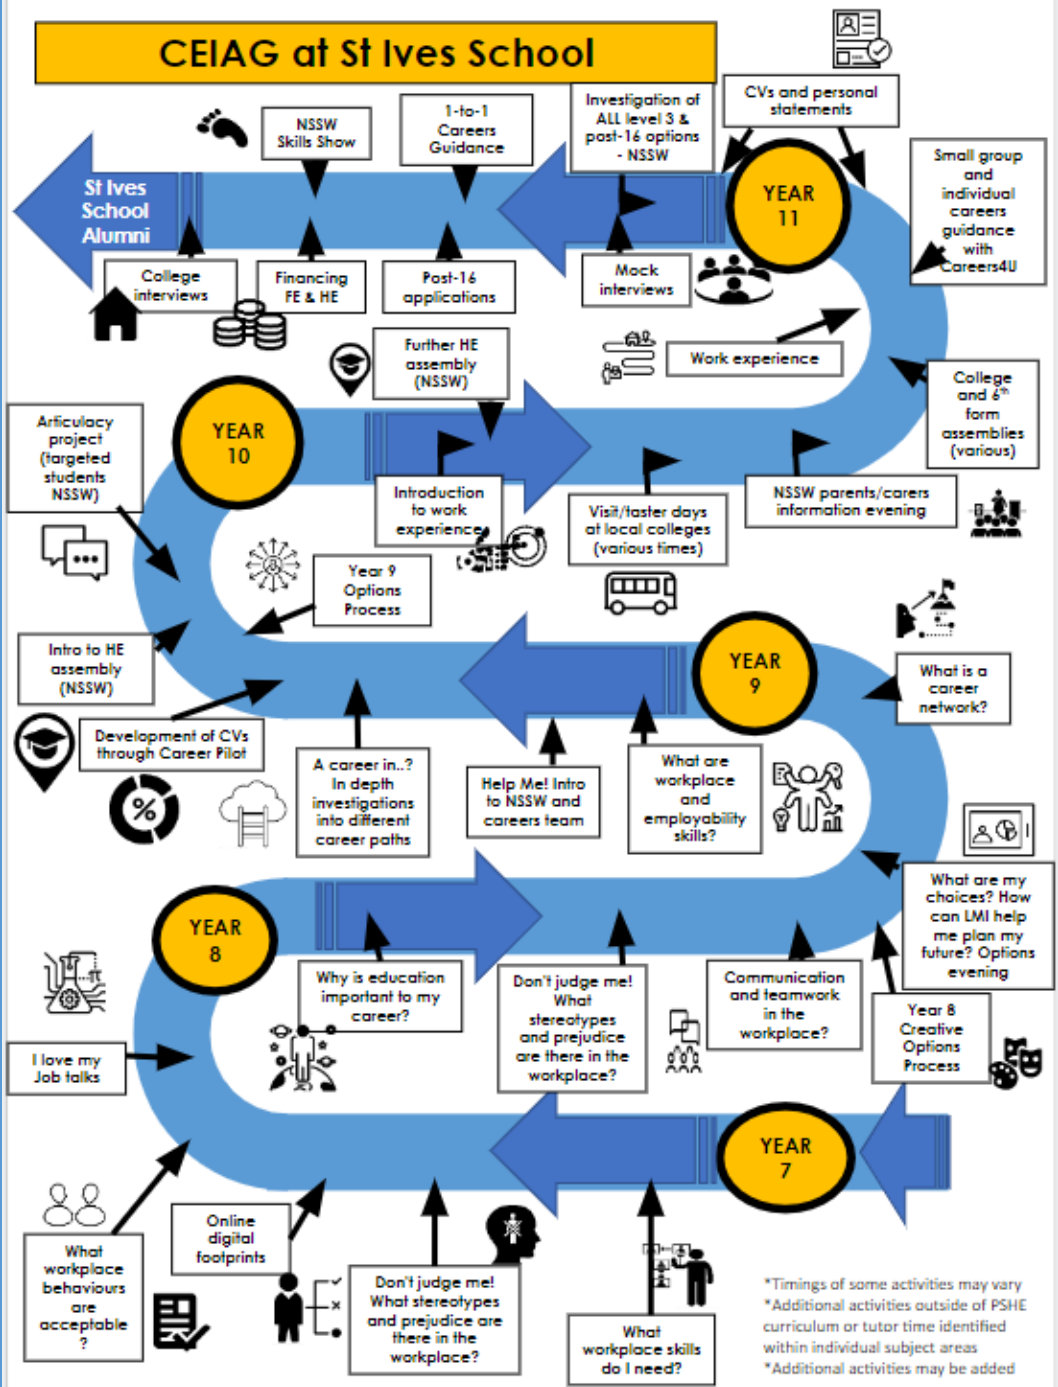 CEIAG at St Ives School
NSSW
Skills Show
1-to-1
Careers
Guidance
Investigation of
ALL level 3 &
post-16 options
- NSSW
CVs and personal
statements
St Ives
School
Alumni
YEAR
11
Small group
and
individual
careers
guidance
with
Careers4U
College
interviews
Financing
FE & HE
Post-16
applications
Mock
interviews
Work experience
Further HE
assembly
(NSSW)
College
and 6th
form
assemblies
(various)
Articulacy
project
(targeted
students
NSSW)
YEAR
10
Introduction
to work
experience
Visit/taster days
at local colleges
(various times)
NSSW parents/carers
information evening
Year 9
Options
Process
Intro to HE
assembly
(NSSW)
YEAR
9
What is a
career
network?
Development of CVs
through Career Pilot
%
A career in..?
In depth
investigations
into different
career paths
Help Me! Intro
to NSSW and
careers team
What are
workplace
and
employability
skills?
What are my
choices? How
can LMI help
me plan my
future? Options
evening
YEAR
8
Why is education
important to my
career?
Don't judge me!
What
stereotypes
and prejudice
are there in the
workplace?
Communication
and teamwork
in the
workplace?
Year 8
Creative
Options
Process
I love my
Job talks
YEAR
7
What
workplace
behaviours
are
acceptable
?
Online
digital
footprints
Don't judge me!
What stereotypes
and prejudice are
there in the
workplace?
What
workplace skills
do I need?
*Timings of some activities may vary
*Additional activities outside of PSHE
curriculum or tutor time identified
within individual subject areas
*Additional activities may be added